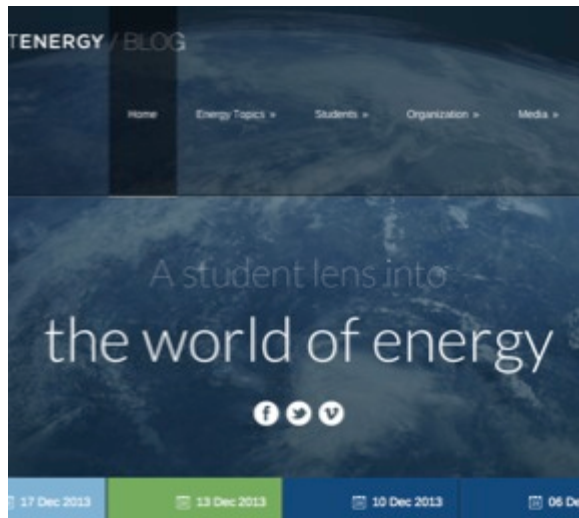 TENERGY / BLOG
Home Energy Topics » Students » Organization » Media »
A student lens into
the world of energy
17 Dec 2013 13 Dec 2013 10 Dec 2013 06 De